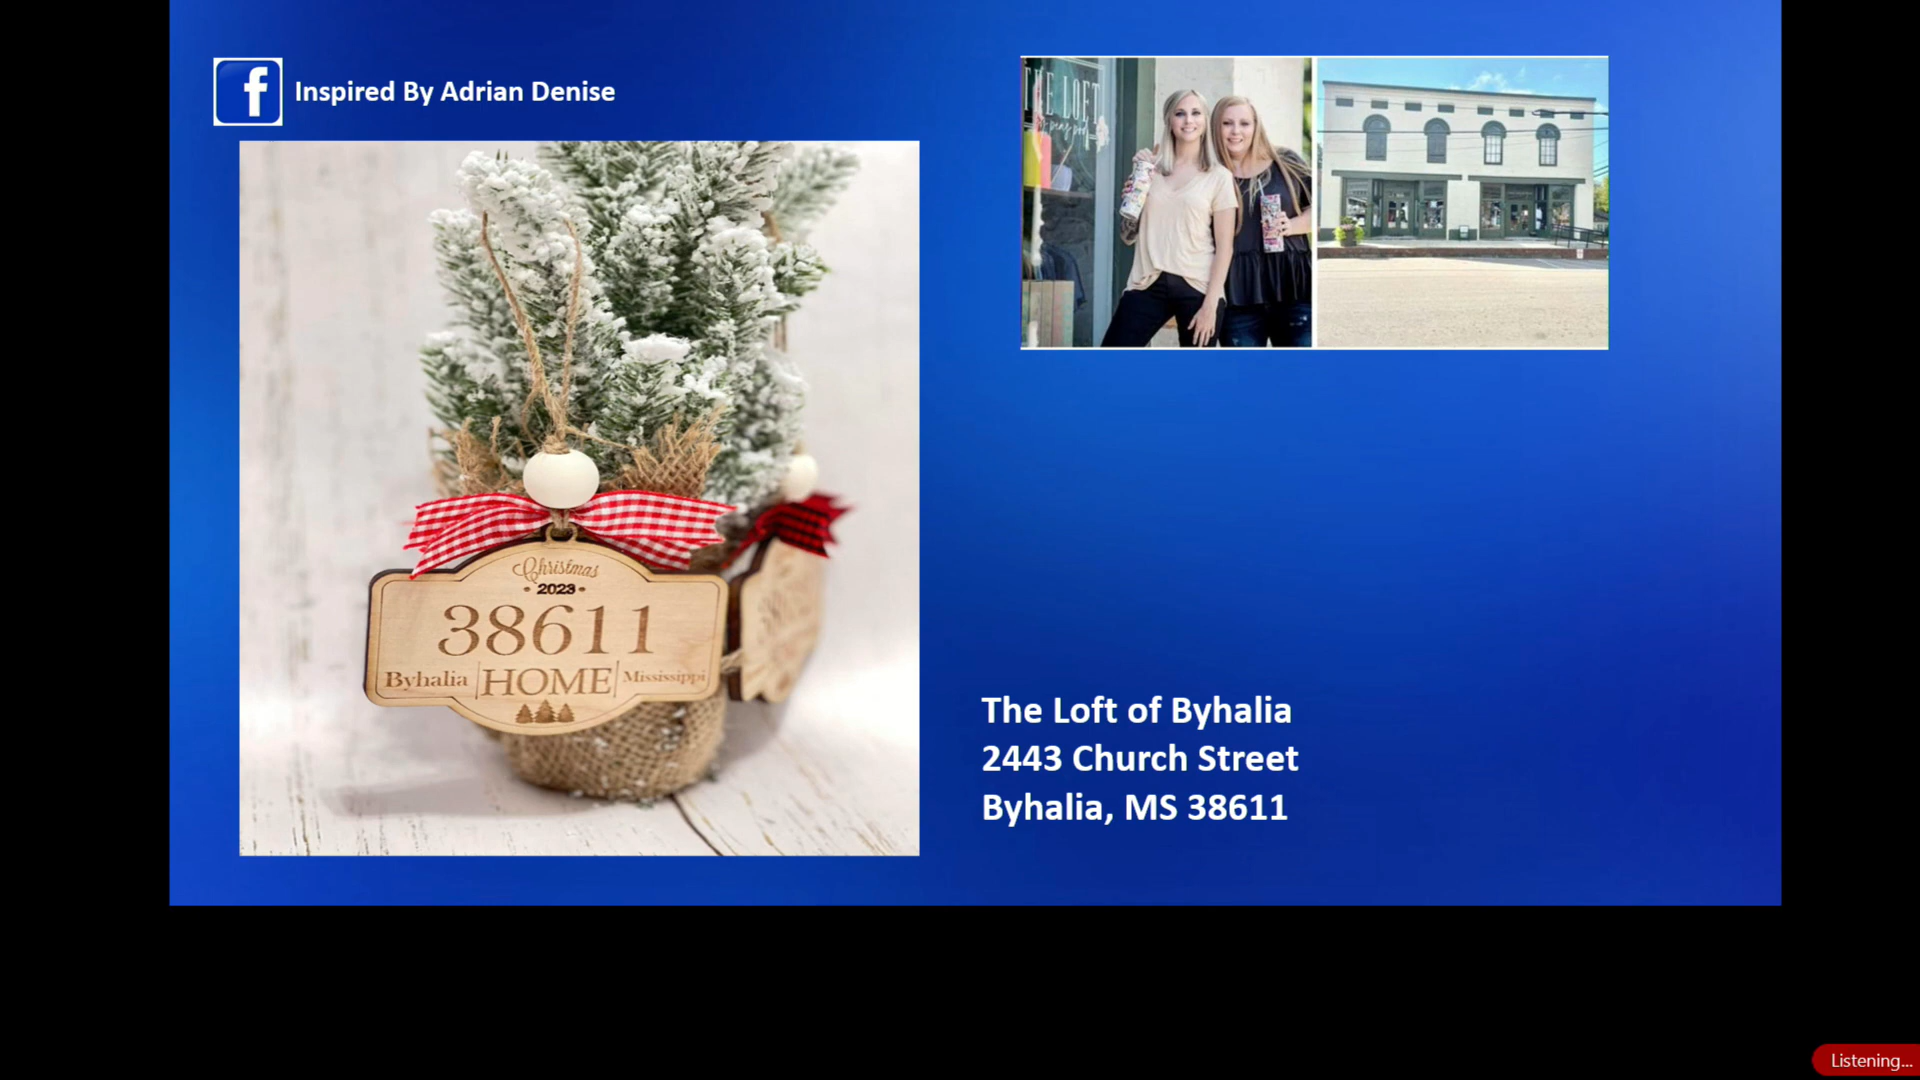 f Inspired By Adrian Denise
THE LOFT
Christmas
• 2023 •
38611
Byhalia HOME Mississippi
The Loft of Byhalia
2443 Church Street
Byhalia, MS 38611
Listening...